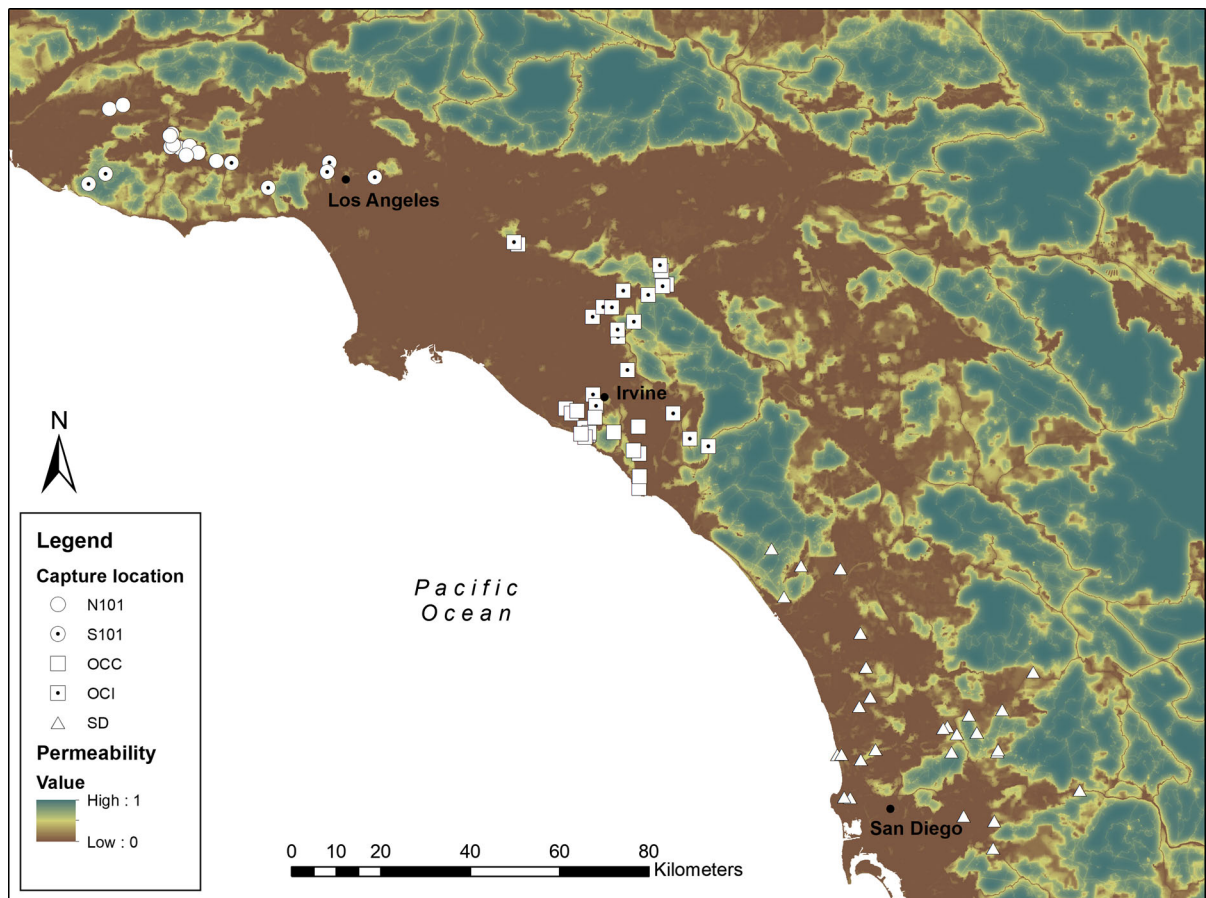 Los Angeles
Irvine
N
Legend
Capture location
N101
S101
OCC
OCI
SD
Permeability
Value
High : 1
Low : 0
Pacific
Ocean
San Diego
0 10 20 40 60 80
Kilometers